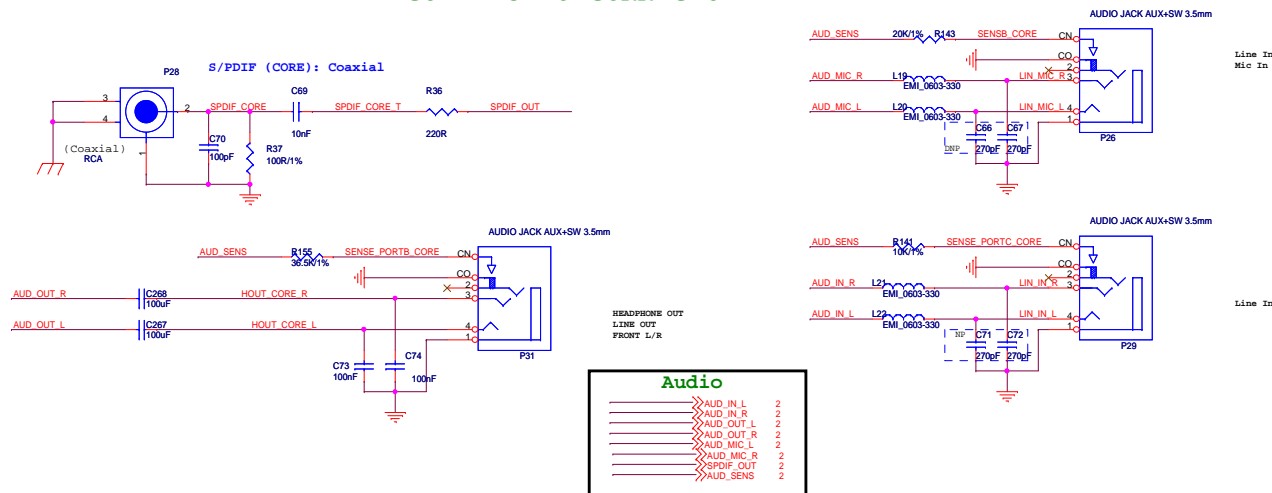 AUDIO JACK AUX+SW 3.5mm
AUD_SENS
20K/1%
R143
SENSB_CORE
CN
CO
2
3
4
1
AUD_MIC_R
L19
EMI_0603-330
LIN_MIC_R
AUD_MIC_L
L20
EMI_0603-330
LIN_MIC_L
C66
C67
DNP
270pF
270pF
P26
Line In
Mic In
S/PDIF (CORE): Coaxial
P28
3
4
2
1
(Coaxial)
RCA
SPDIF_CORE
C69
10nF
SPDIF_CORE_T
R36
220R
SPDIF_OUT
C70
100pF
R37
100R/1%
AUDIO JACK AUX+SW 3.5mm
AUD_SENS
R155
36.5K/1%
SENSE_PORTB_CORE
CN
CO
2
3
4
1
AUD_OUT_R
C268
100uF
HOUT_CORE_R
AUD_OUT_L
C267
100uF
HOUT_CORE_L
C73
100nF
C74
100nF
P31
HEADPHONE OUT
LINE OUT
FRONT L/R
AUDIO JACK AUX+SW 3.5mm
AUD_SENS
R141
10K/1%
SENSE_PORTC_CORE
CN
CO
2
3
4
1
AUD_IN_R
L21
EMI_0603-330
LIN_IN_R
AUD_IN_L
EMI_0603-330
LIN_IN_L
NP
C71
C72
270pF
270pF
P29
Line In
Audio
AUD_IN_L 2
AUD_IN_R 2
AUD_OUT_L 2
AUD_OUT_R 2
AUD_MIC_L 2
AUD_MIC_R 2
SPDIF_OUT 2
AUD_SENS 2